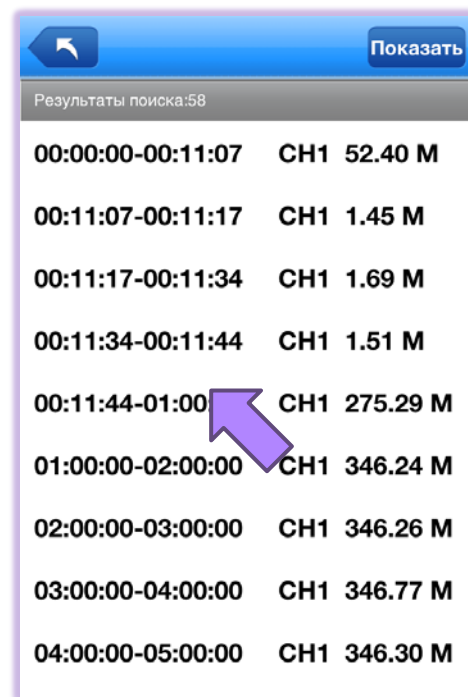 Показать
Результаты поиска:58
00:00:00-00:11:07 CH1 52.40 M
00:11:07-00:11:17 CH1 1.45 M
00:11:17-00:11:34 CH1 1.69 M
00:11:34-00:11:44 CH1 1.51 M
00:11:44-01:00: CH1 275.29 M
01:00:00-02:00:00 CH1 346.24 M
02:00:00-03:00:00 CH1 346.26 M
03:00:00-04:00:00 CH1 346.77 M
04:00:00-05:00:00 CH1 346.30 M